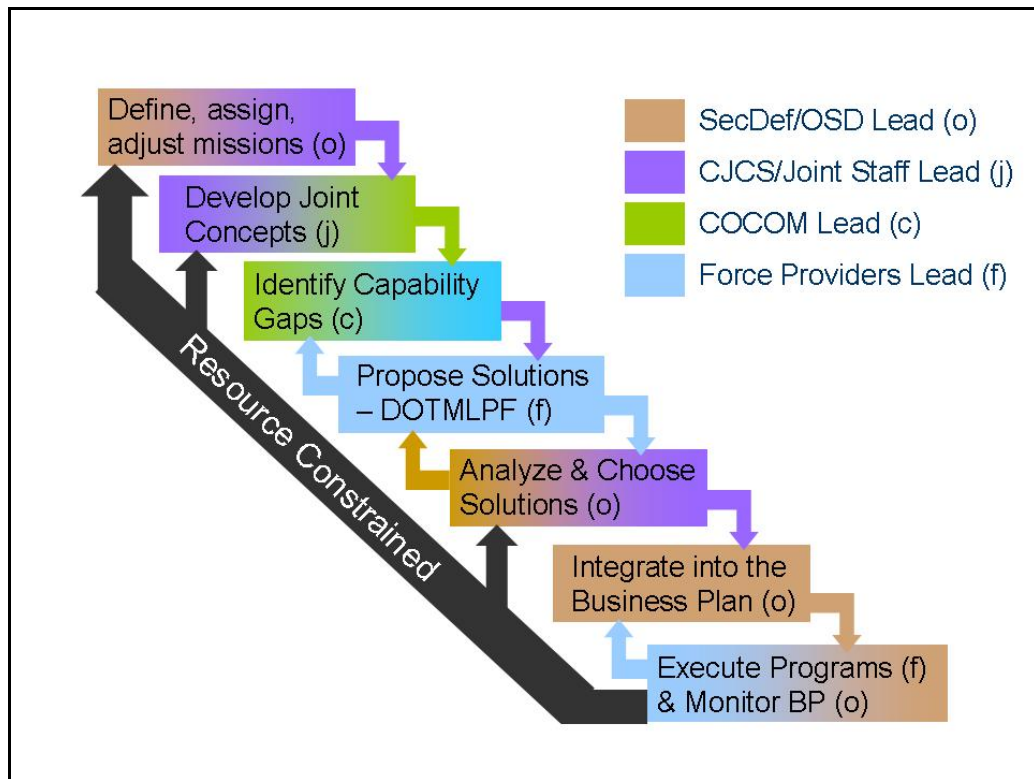 Define, assign,
adjust missions (o)
Develop Joint
Concepts (j)
Identify Capability
Gaps (c)
Propose Solutions
– DOTMLPF (f)
Analyze & Choose
Solutions (o)
Integrate into the
Business Plan (o)
Execute Programs (f)
& Monitor BP (o)
Resource Constrained
SecDef/OSD Lead (o)
CJCS/Joint Staff Lead (j)
COCOM Lead (c)
Force Providers Lead (f)